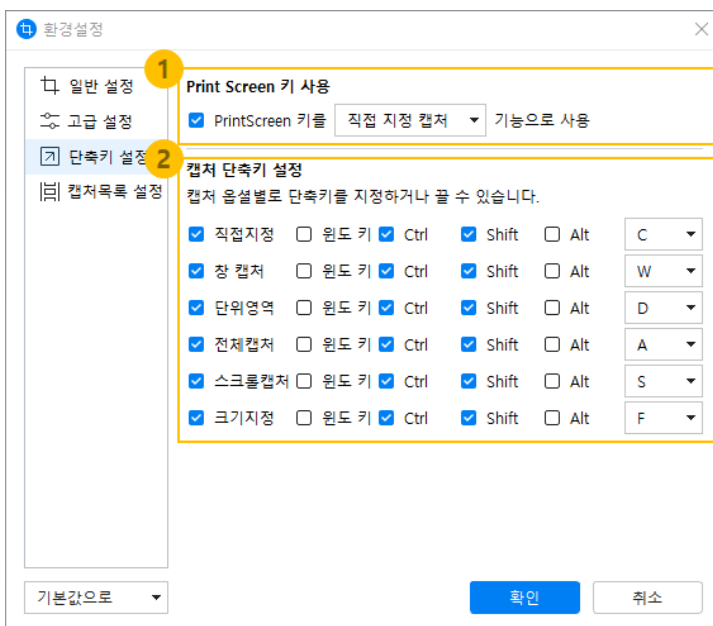 환경설정
일반 설정
고급 설정
단축키 설정
캡처목록 설정
1
Print Screen 키 사용
PrintScreen 키를 직접 지정 캡처 기능으로 사용
2
캡처 단축키 설정
캡처 옵셜별로 단축키를 지정하거나 끌 수 있습니다.
직접지정 윈도 키 Ctrl Shift Alt C
창 캡처 윈도 키 Ctrl Shift Alt W
단위영역 윈도 키 Ctrl Shift Alt D
전체캡처 윈도 키 Ctrl Shift Alt A
스크롤캡처 윈도 키 Ctrl Shift Alt S
크기지정 윈도 키 Ctrl Shift Alt F
기본값으로 확인 취소